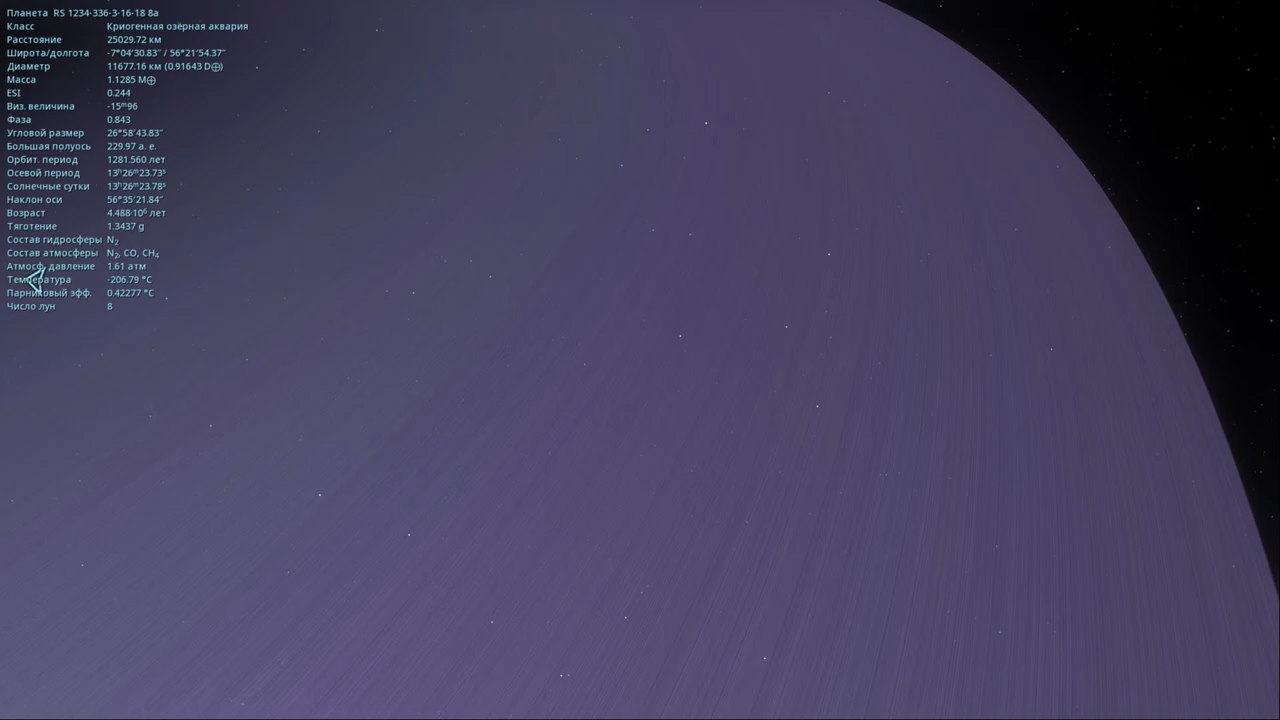 Планета RS 1234-336-3-16-18 8a
Класс Криогенная озёрная аквария
Расстояние 25029.72 км
Широта/долгота -7°04′30.83″ / 56°21′54.37″
Диаметр 11677.16 км (0.91643 D⊕)
Масса 1.1285 M⊕
ESI 0.244
Виз. величина -15ᵐ96
Фаза 0.843
Угловой размер 26°58′43.83″
Большая полуось 229.97 а. е.
Орбит. период 1281.560 лет
Осевой период 13ʰ26ᵐ23.73ˢ
Солнечные сутки 13ʰ26ᵐ23.78ˢ
Наклон оси 56°35′21.84″
Возраст 4.488·10⁶ лет
Тяготение 1.3437 g
Состав гидросферы N₂
Состав атмосферы N₂, CO, CH₄
Атмосф. давление 1.61 атм
Температура -206.79 °C
Парниковый эфф. 0.42277 °C
Число лун 8